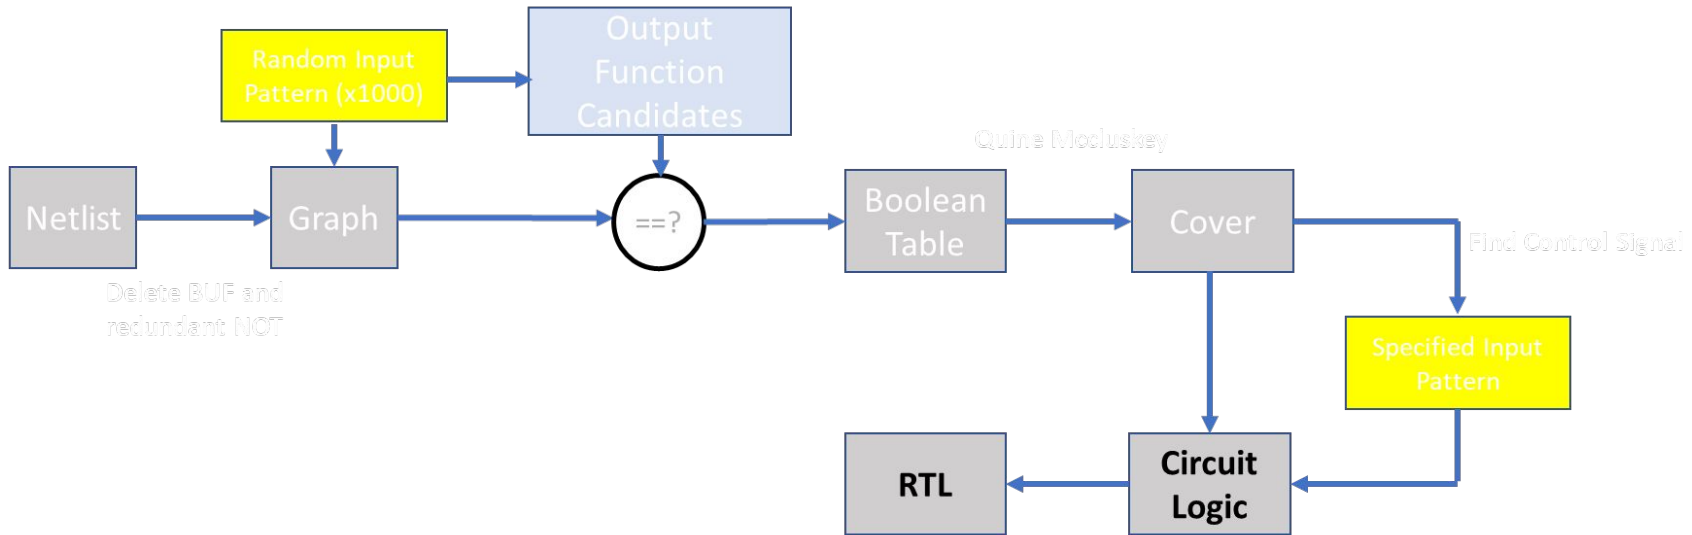 Random Input
Pattern (x1000)
Output
Function
Candidates
Netlist
Graph
==?
Delete BUF and
redundant NOT
Boolean
Table
Quine Mccluskey
Cover
Find Control Signal
Specified Input
Pattern
Circuit
Logic
RTL